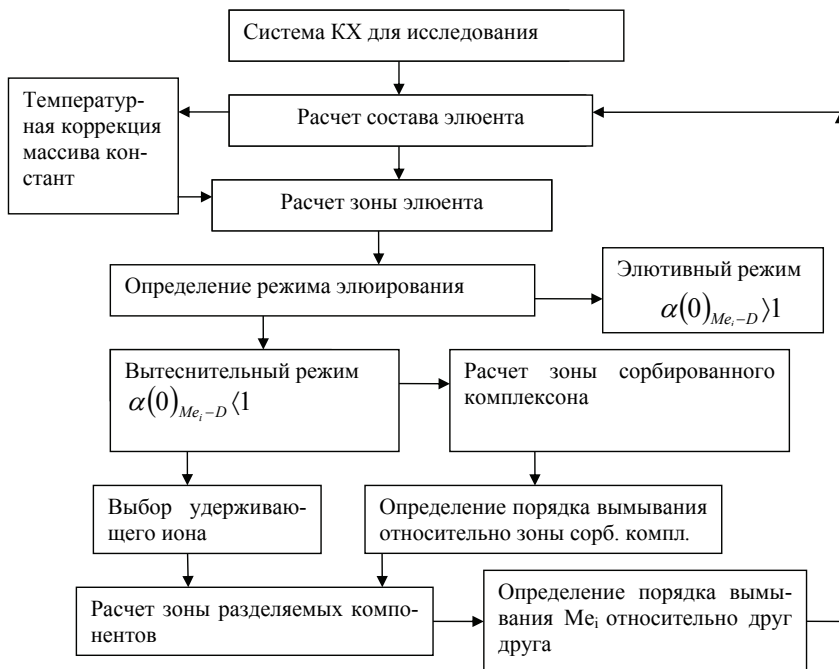 Система КХ для исследования
Температур-
ная коррекция
массива кон-
стант
Расчет состава элюента
Расчет зоны элюента
Определение режима элюирования
Элютивный режим
α(0)Meᵢ−D⟩1
Вытеснительный режим
α(0)Meᵢ−D⟨1
Расчет зоны сорбированного
комплексона
Выбор удерживаю-
щего иона
Определение порядка вымывания
относительно зоны сорб. компл.
Расчет зоны разделяемых компо-
нентов
Определение порядка вымы-
вания Meᵢ относительно друг
друга